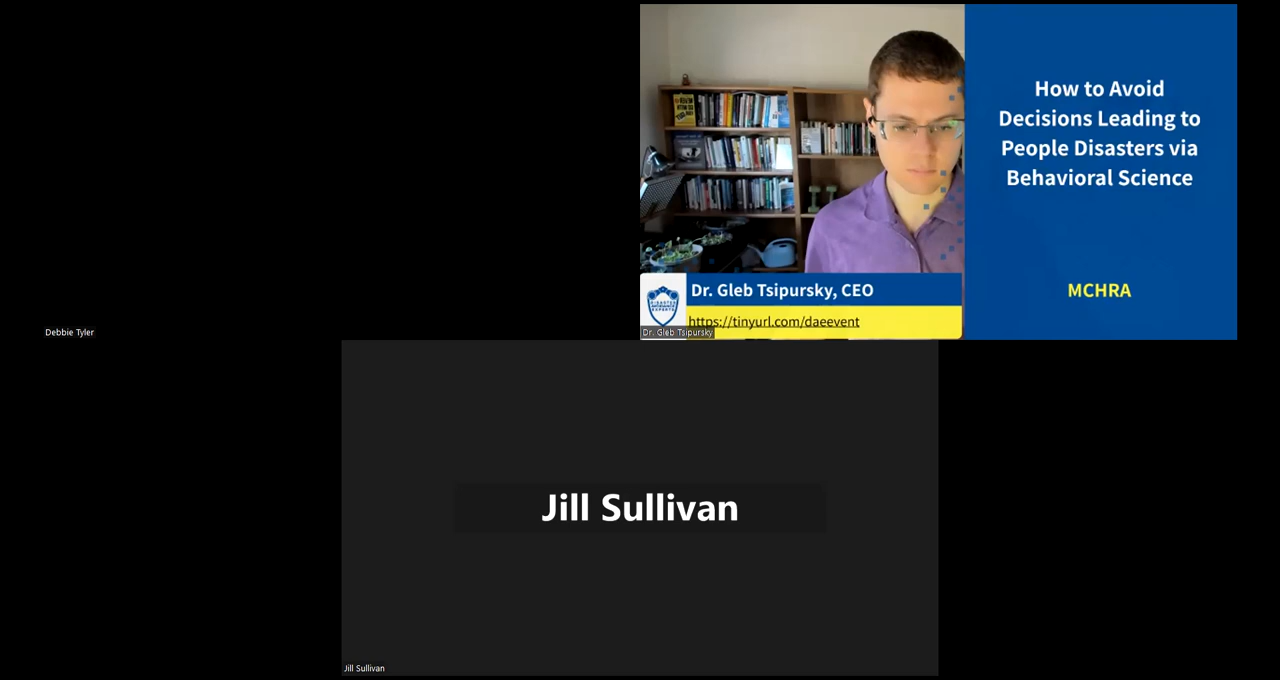 How to Avoid
Decisions Leading to
People Disasters via
Behavioral Science
MCHRA
Dr. Gleb Tsipursky, CEO
https://tinyurl.com/daeevent
Debbie Tyler
Dr. Gleb Tsipursky
Jill Sullivan
Jill Sullivan